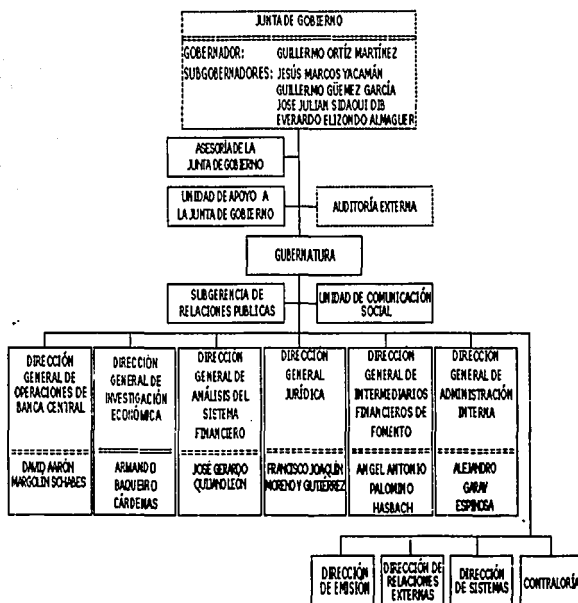 JUNTA DE GOBIERNO
GOBERNADOR: GUILLERMO ORTÍZ MARTÍNEZ
SUBGOBERNADORES: JESÚS MARCOS YACAMÁN
GUILLERMO GÜEMEZ GARCÍA
JOSE JULIAN SIDAOUI DIB
EVERARDO ELIZONDO ALMAGUER
ASESORÍA DE LA
JUNTA DE GOBIERNO
UNIDAD DE APOYO A
LA JUNTA DE GOBIERNO
AUDITORÍA EXTERNA
GUBERNATURA
SUBGERENCIA DE
RELACIONES PUBLICAS
UNIDAD DE COMUNICACIÓN
SOCIAL
DIRECCIÓN
GENERAL DE
OPERACIONES DE
BANCA CENTRAL
DAVID AARÓN
MARGOLIN SCHABES
DIRECCIÓN
GENERAL DE
INVESTIGACIÓN
ECONÓMICA
ARMANDO
BAQUEIRO
CÁRDENAS
DIRECCIÓN
GENERAL DE
ANÁLISIS DEL
SISTEMA
FINANCIERO
JOSÉ GERARDO
QUIJANO LEÓN
DIRECCIÓN
GENERAL
JURÍDICA
FRANCISCO JOAQUÍN
MORENO Y GUTIÉRREZ
DIRECCIÓN
GENERAL DE
INTERMEDIARIOS
FINANCIEROS DE
FOMENTO
ANGEL ANTONIO
PALOMINO
HASBACH
DIRECCIÓN
GENERAL DE
ADMINISTRACIÓN
INTERNA
ALEJANDRO
GARAY
ESPINOSA
DIRECCIÓN
DE EMISIÓN
DIRECCIÓN DE
RELACIONES
EXTERNAS
DIRECCIÓN
DE SISTEMAS
CONTRALORÍA